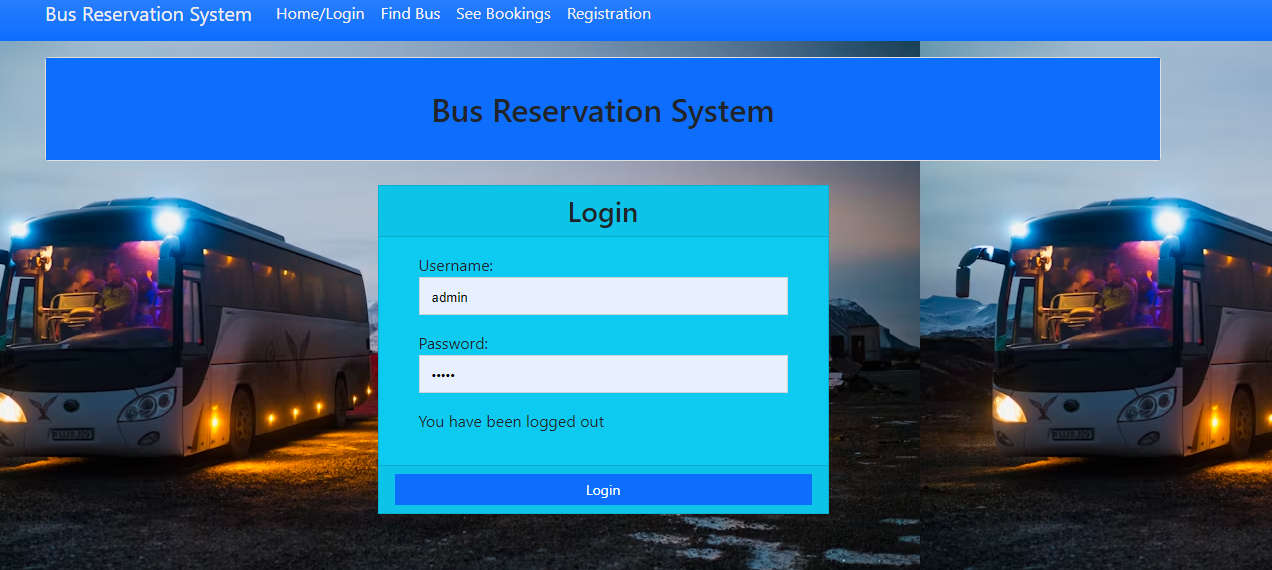 Bus Reservation System Home/Login Find Bus See Bookings Registration
Bus Reservation System
Login
Username:
admin
Password:
•••••
You have been logged out
Login